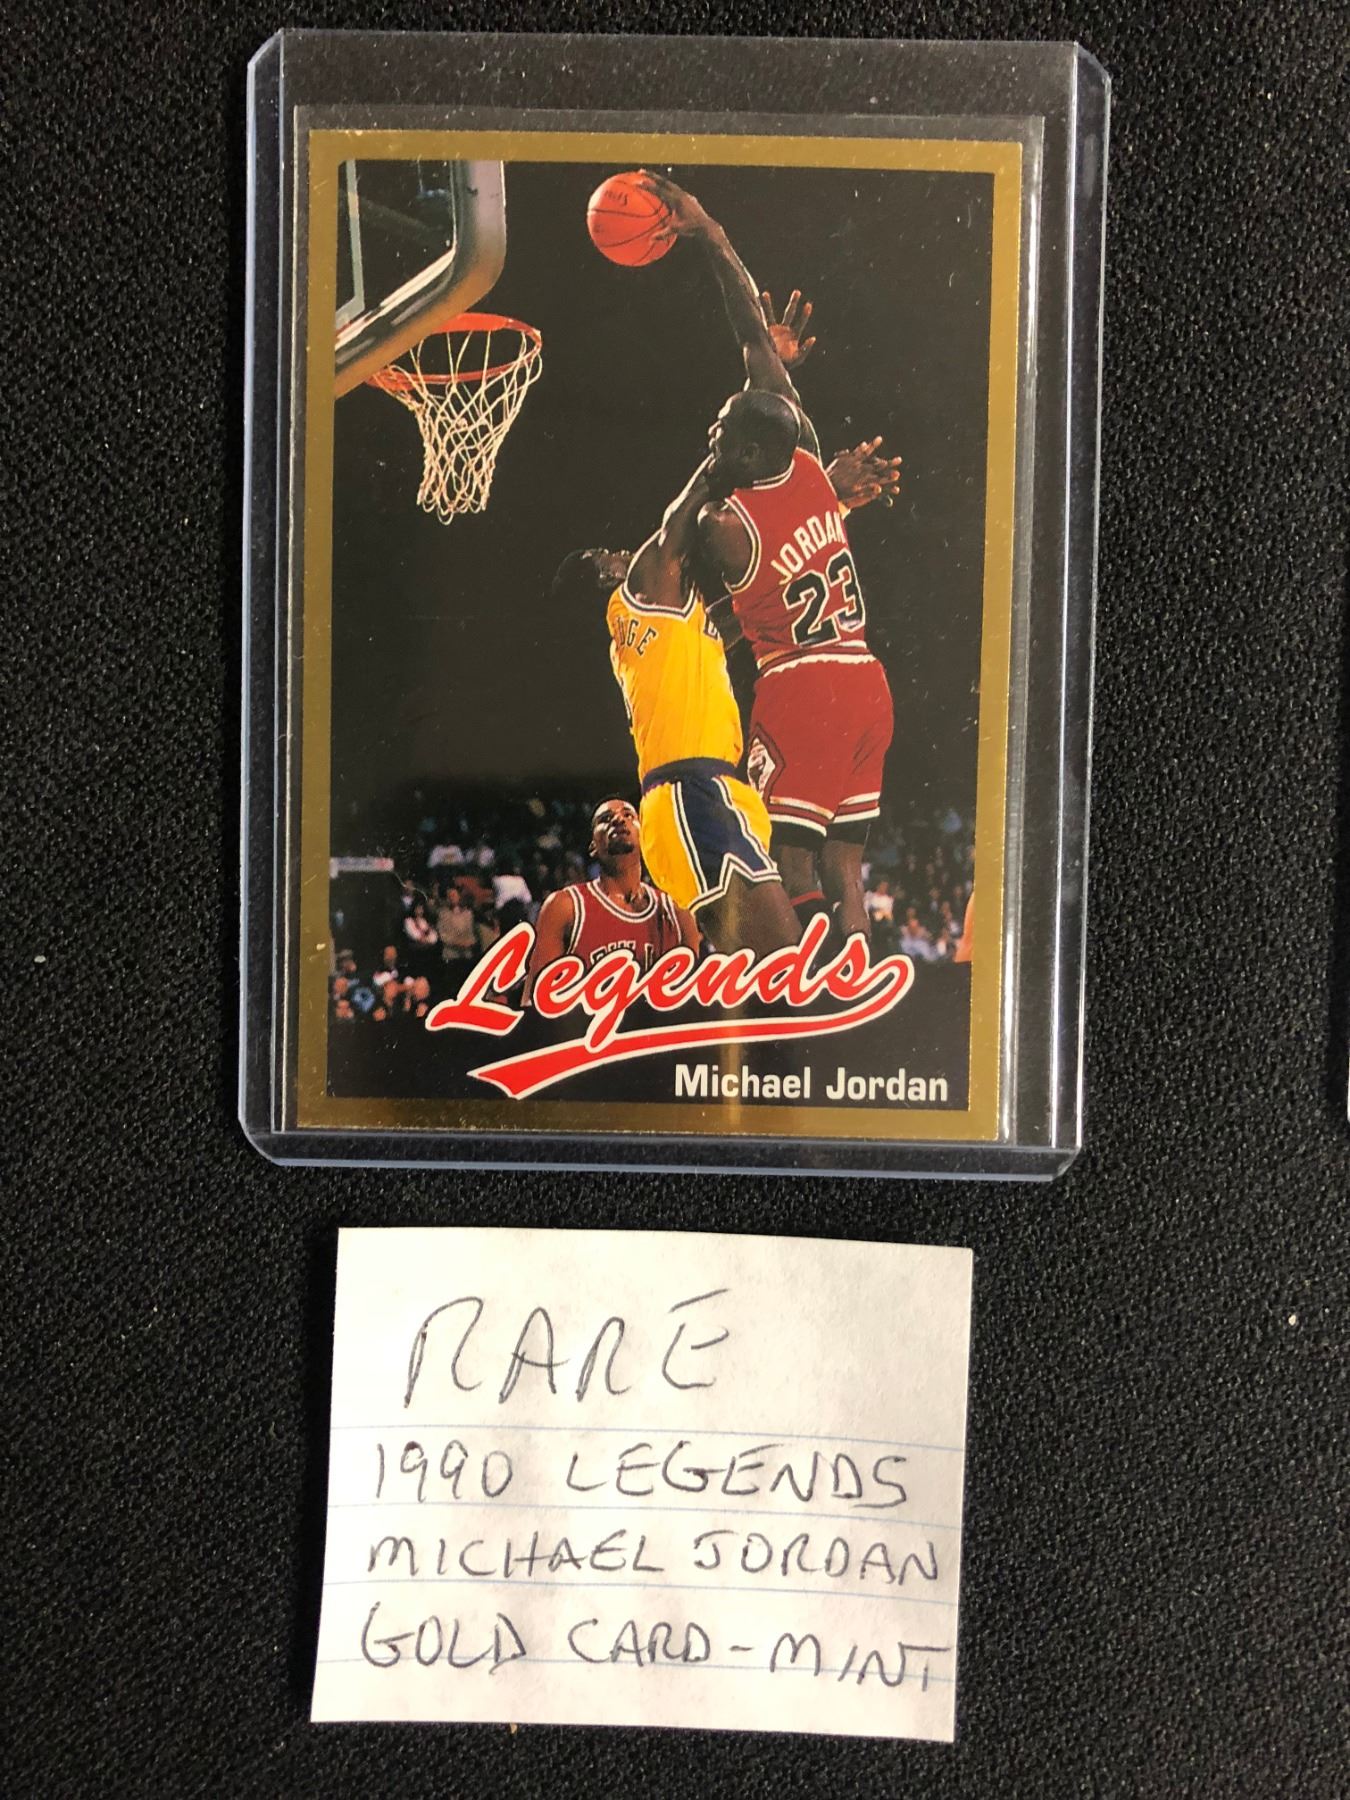 JORDAN
23
Legends
Michael Jordan
RARE
1990 LEGENDS
MICHAEL JORDAN
GOLD CARD-MINT